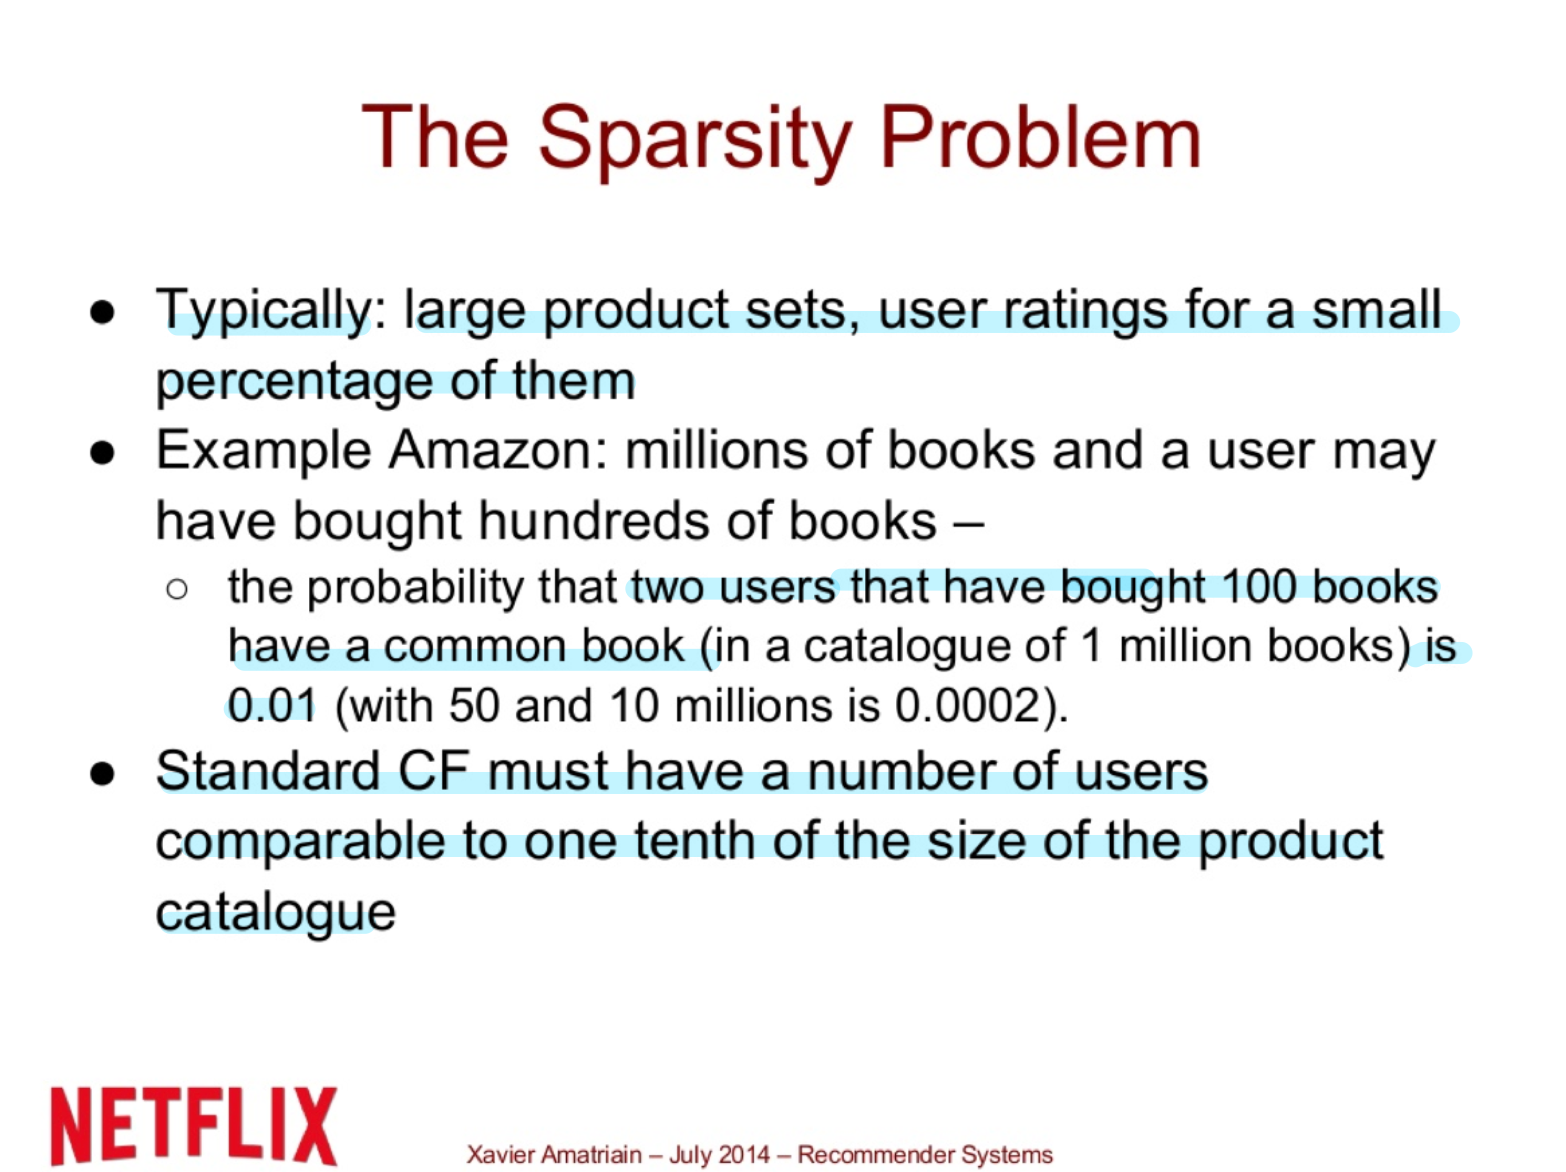 The Sparsity Problem
● Typically: large product sets, user ratings for a small
percentage of them
● Example Amazon: millions of books and a user may
have bought hundreds of books –
○ the probability that two users that have bought 100 books
have a common book (in a catalogue of 1 million books) is
0.01 (with 50 and 10 millions is 0.0002).
● Standard CF must have a number of users
comparable to one tenth of the size of the product
catalogue
NETFLIX
Xavier Amatriain – July 2014 – Recommender Systems